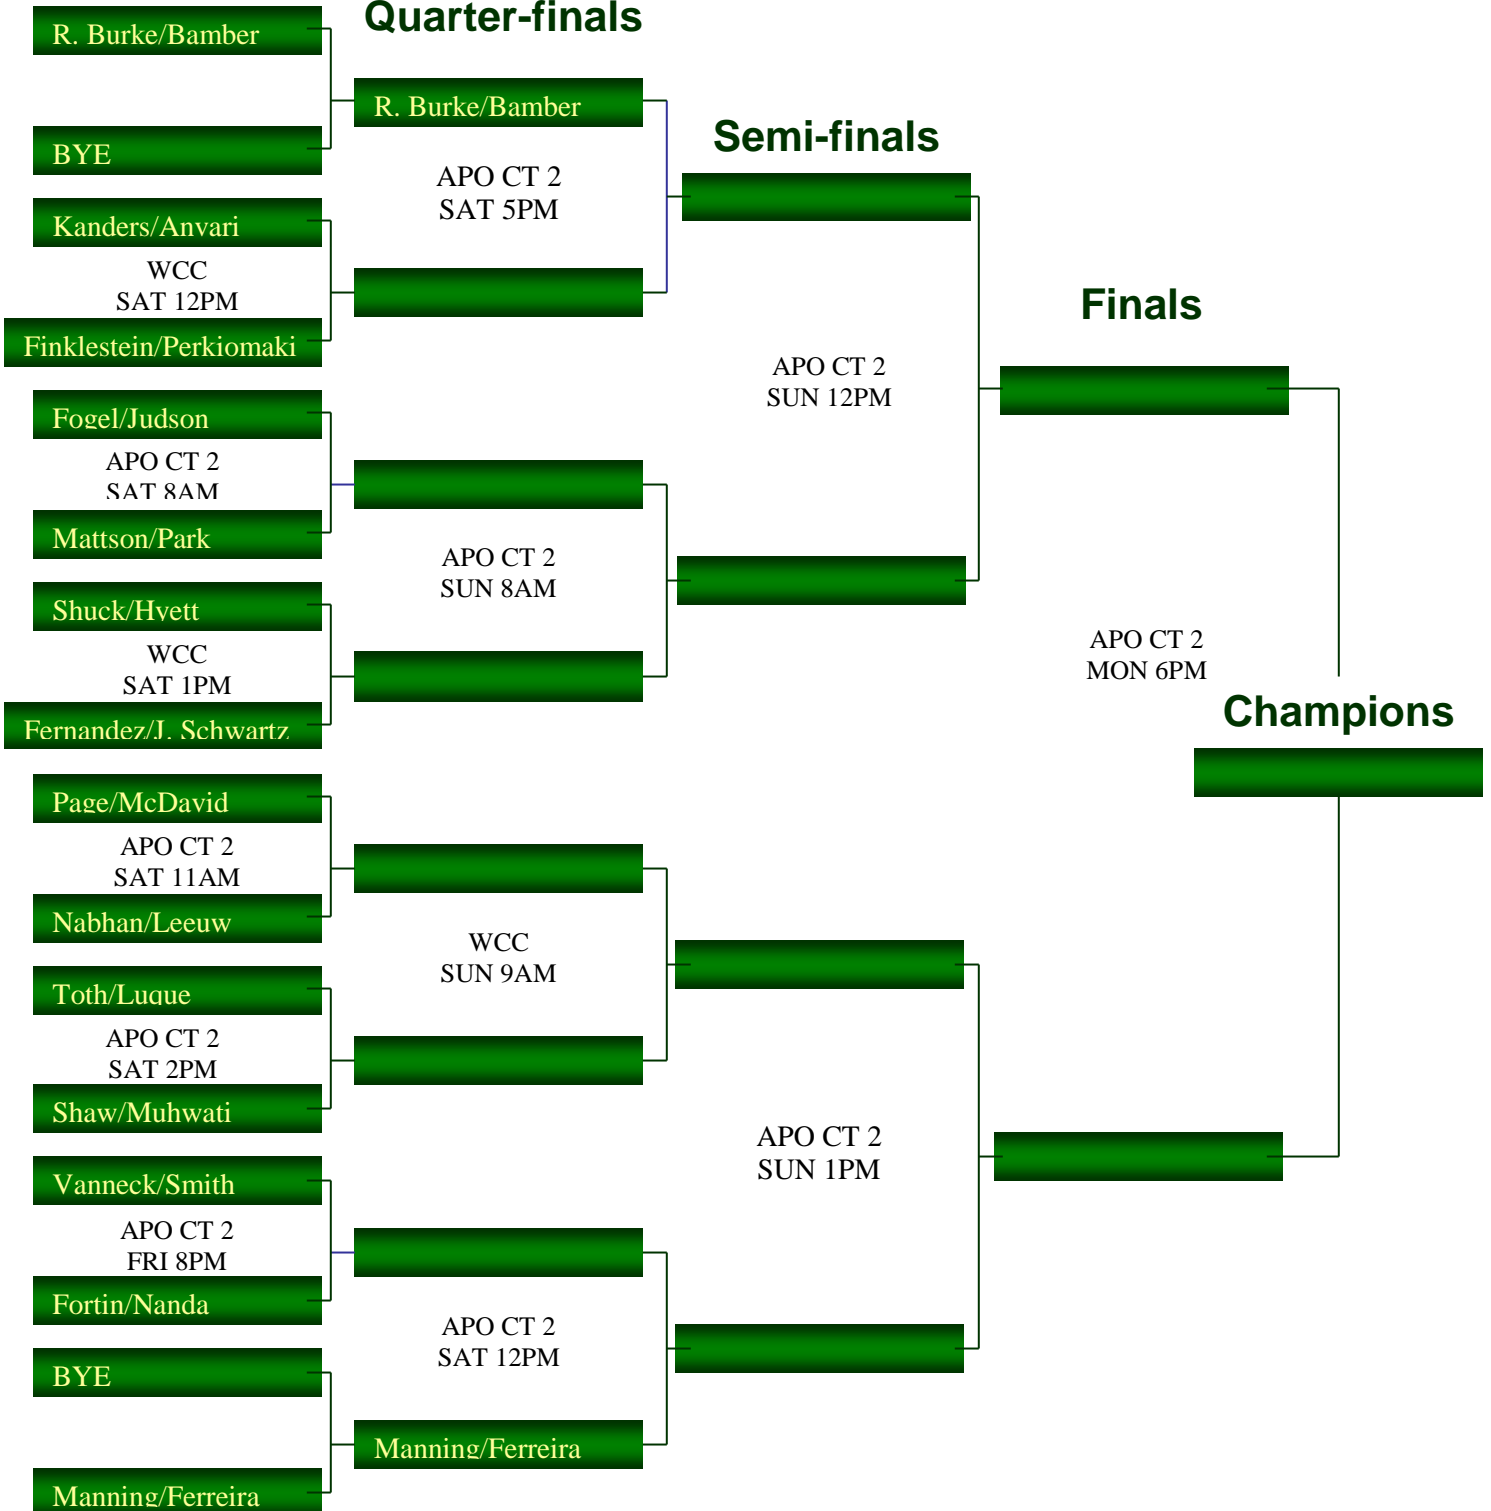 Quarter-finals
R. Burke/Bamber
R. Burke/Bamber
BYE
Semi-finals
APO CT 2
SAT 5PM
Kanders/Anvari
WCC
SAT 12PM
Finklestein/Perkiomaki
Finals
APO CT 2
SUN 12PM
Fogel/Judson
APO CT 2
SAT 8AM
Mattson/Park
APO CT 2
SUN 8AM
Shuck/Hyett
WCC
SAT 1PM
Fernandez/J. Schwartz
APO CT 2
MON 6PM
Champions
Page/McDavid
APO CT 2
SAT 11AM
Nabhan/Leeuw
WCC
SUN 9AM
Toth/Luque
APO CT 2
SAT 2PM
Shaw/Muhwati
APO CT 2
SUN 1PM
Vanneck/Smith
APO CT 2
FRI 8PM
Fortin/Nanda
APO CT 2
SAT 12PM
BYE
Manning/Ferreira
Manning/Ferreira